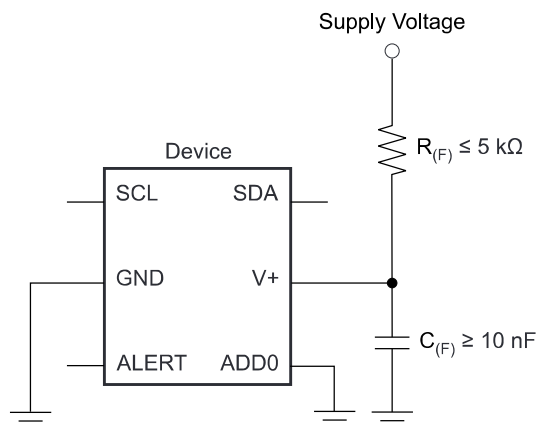 Supply Voltage
R(F) ≤ 5 kΩ
Device
SCL SDA
GND V+
C(F) ≥ 10 nF
ALERT ADD0